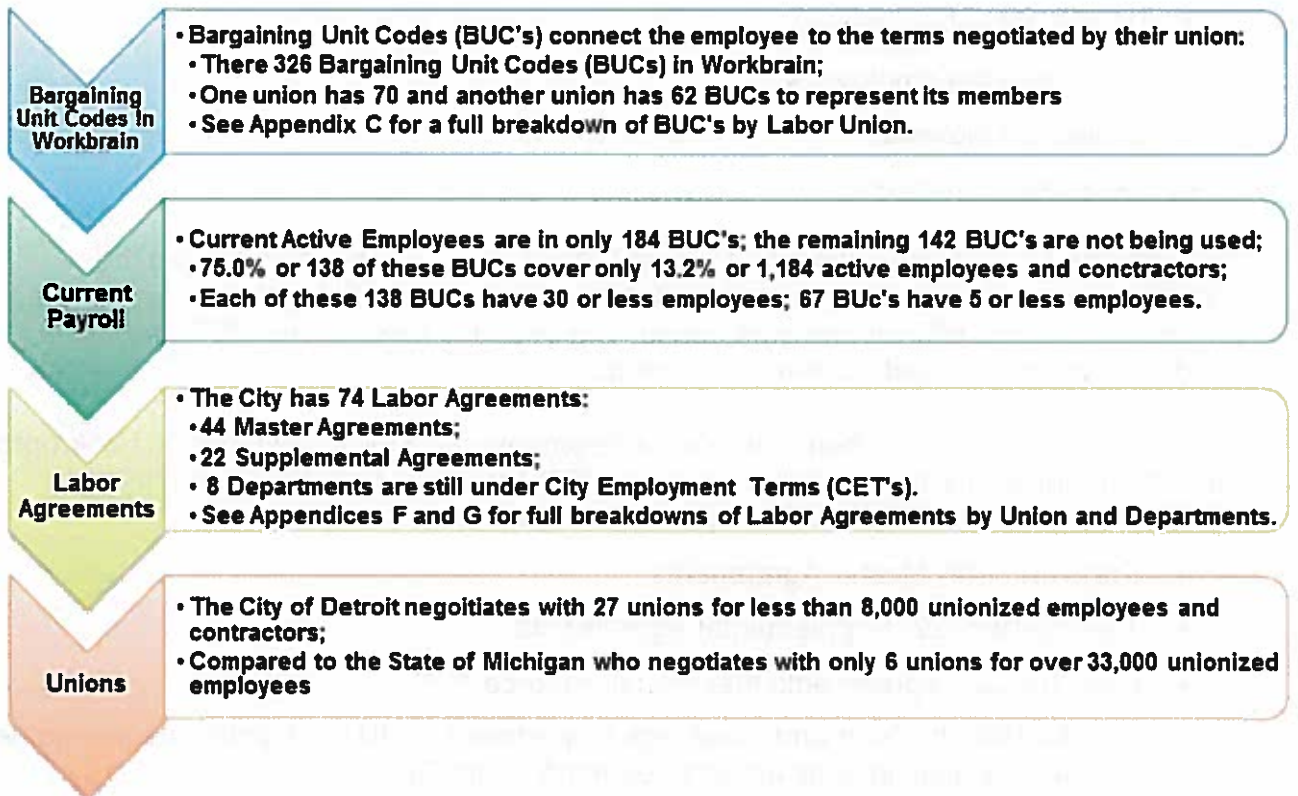 Bargaining
Unit Codes In
Workbrain
• Bargaining Unit Codes (BUC's) connect the employee to the terms negotiated by their union:
• There 326 Bargaining Unit Codes (BUCs) in Workbrain;
• One union has 70 and another union has 62 BUCs to represent its members
• See Appendix C for a full breakdown of BUC's by Labor Union.
Current
Payroll
• Current Active Employees are in only 184 BUC's; the remaining 142 BUC's are not being used;
• 75.0% or 138 of these BUCs cover only 13.2% or 1,184 active employees and conctractors;
• Each of these 138 BUCs have 30 or less employees; 67 BUc's have 5 or less employees.
Labor
Agreements
• The City has 74 Labor Agreements:
• 44 Master Agreements;
• 22 Supplemental Agreements;
• 8 Departments are still under City Employment Terms (CET's).
• See Appendices F and G for full breakdowns of Labor Agreements by Union and Departments.
Unions
• The City of Detroit negoitiates with 27 unions for less than 8,000 unionized employees and
contractors;
• Compared to the State of Michigan who negotiates with only 6 unions for over 33,000 unionized
employees